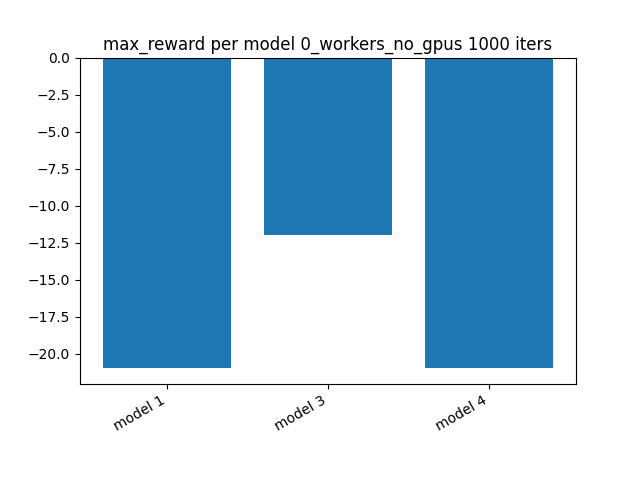 max_reward per model 0_workers_no_gpus 1000 iters
0.0
−2.5
−5.0
−7.5
−10.0
−12.5
−15.0
−17.5
−20.0
model 1
model 3
model 4